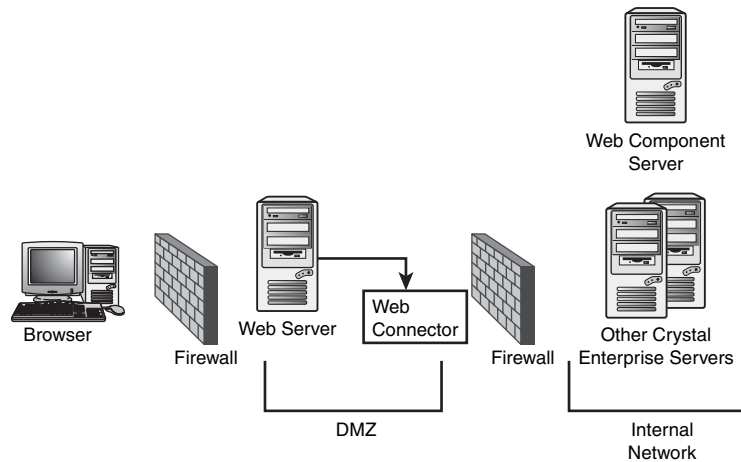 Web Component
Server
Browser
Firewall
Web Server
Web
Connector
Firewall
Other Crystal
Enterprise Servers
DMZ
Internal
Network